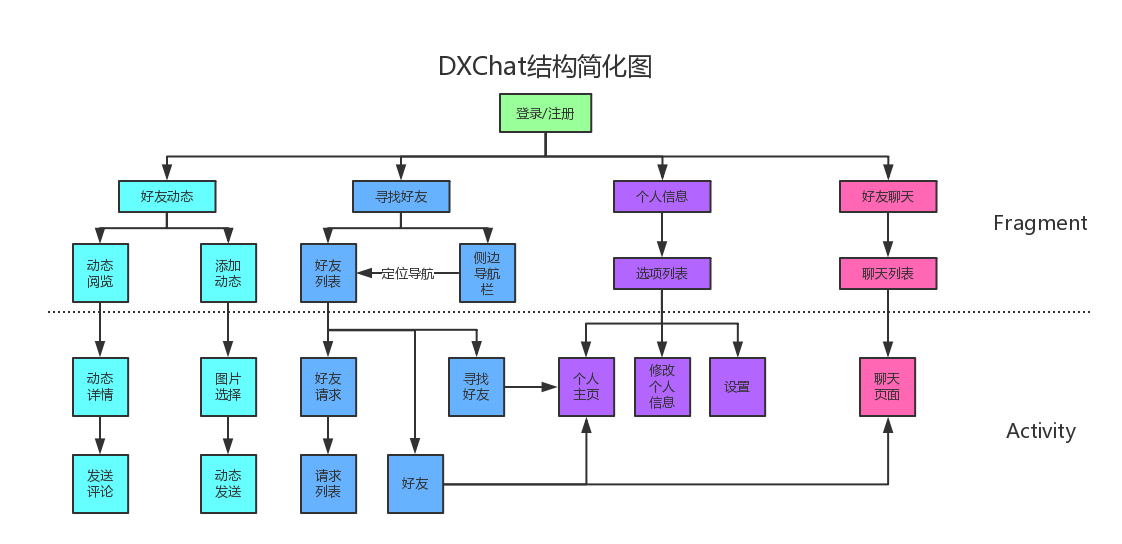 DXChat结构简化图
登录/注册
好友动态
寻找好友
个人信息
好友聊天
Fragment
动态
阅览
添加
动态
好友
列表
定位导航
侧边
导航
栏
选项列表
聊天列表
动态
详情
图片
选择
好友
请求
寻找
好友
个人
主页
修改
个人
信息
设置
聊天
页面
Activity
发送
评论
动态
发送
请求
列表
好友